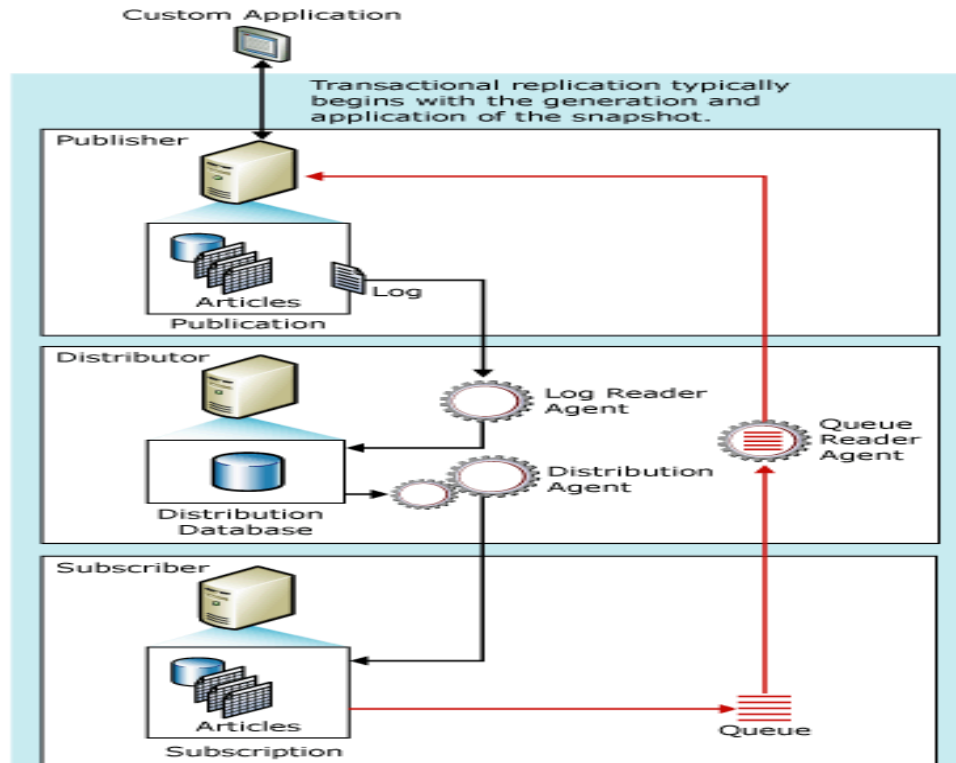 Custom Application
Transactional replication typically
begins with the generation and
application of the snapshot.
Publisher
Articles
Log
Publication
Distributor
Log Reader
Agent
Queue
Reader
Agent
Distribution
Agent
Distribution
Database
Subscriber
Articles
Queue
Subscription